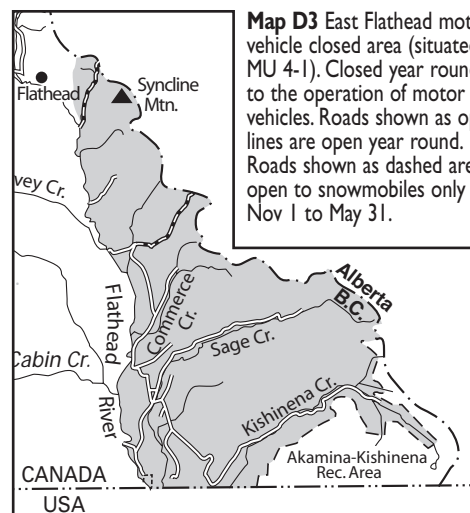 Map D3 East Flathead mot
vehicle closed area (situated
MU 4-1). Closed year roun
to the operation of motor
vehicles. Roads shown as op
lines are open year round.
Roads shown as dashed are
open to snowmobiles only
Nov 1 to May 31.
Flathead
Syncline
Mtn.
vey Cr.
Alberta
B.C.
Flathead
River
Commerce
Cr.
Sage Cr.
Cabin Cr.
Kishinena Cr.
Akamina-Kishinena
Rec. Area
CANADA
USA